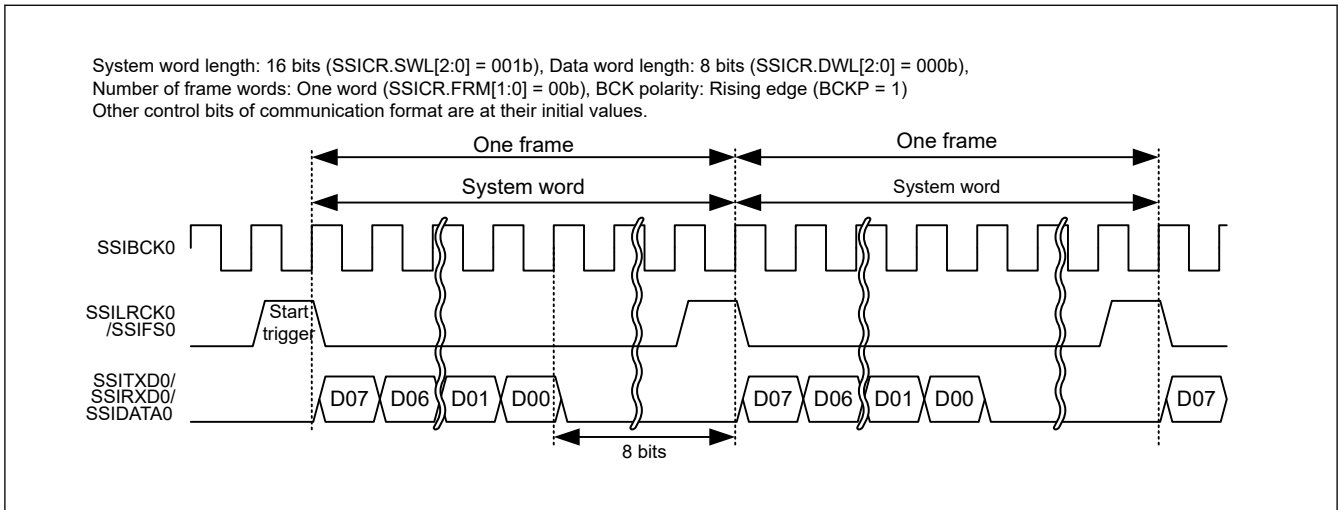 System word length: 16 bits (SSICR.SWL[2:0] = 001b), Data word length: 8 bits (SSICR.DWL[2:0] = 000b),
Number of frame words: One word (SSICR.FRM[1:0] = 00b), BCK polarity: Rising edge (BCKP = 1)
Other control bits of communication format are at their initial values.
One frame
One frame
System word
System word
SSIBCK0
SSILRCK0
/SSIFS0
Start
trigger
SSITXD0/
SSIRXD0/
SSIDATA0
D07
D06
D01
D00
D07
D06
D01
D00
D07
8 bits